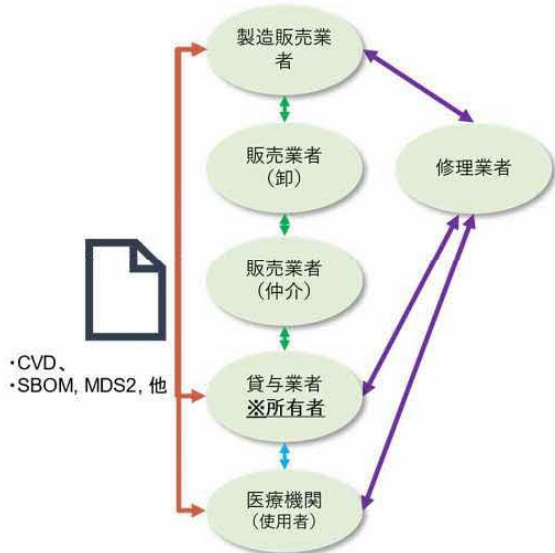 製造販売業
者
販売業者
（卸）
修理業者
販売業者
（仲介）
・CVD、
・SBOM, MDS2, 他
貸与業者
※所有者
医療機関
（使用者）